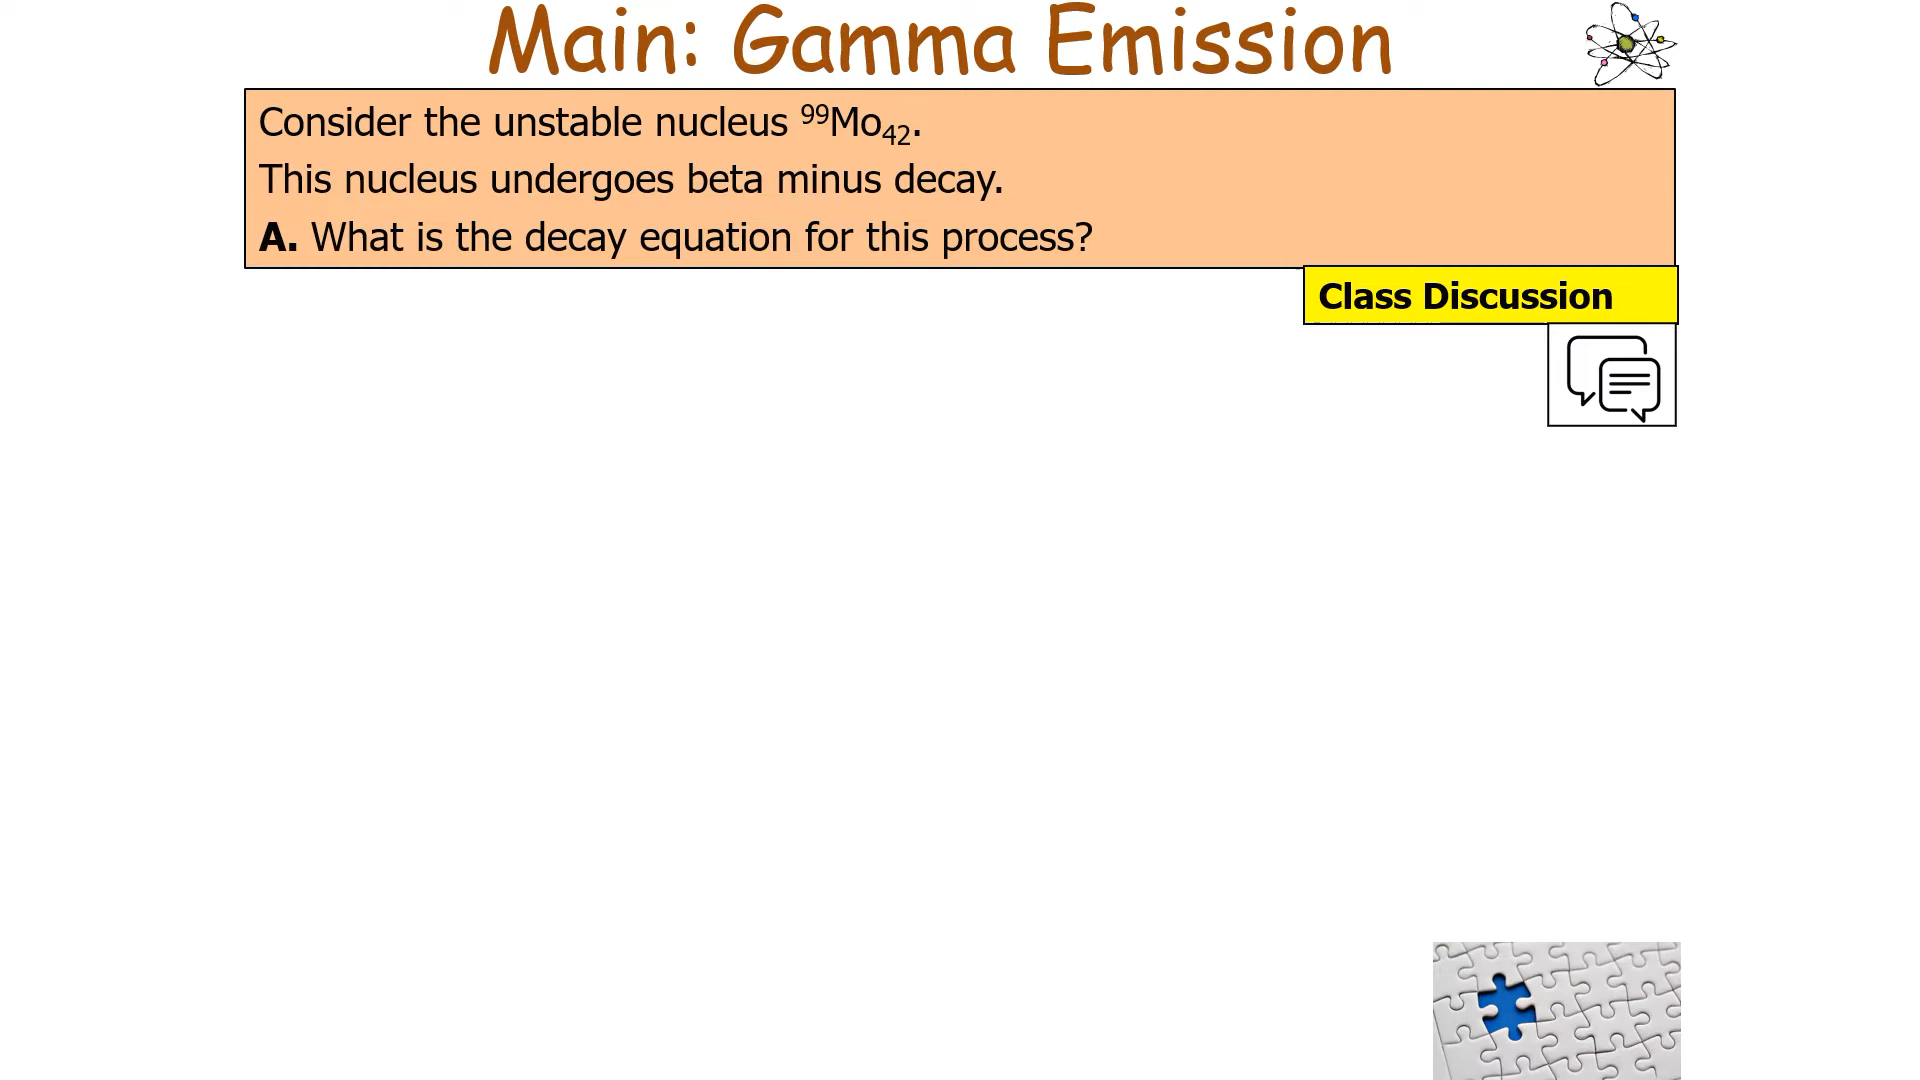 Main: Gamma Emission
Consider the unstable nucleus ⁹⁹Mo₄₂.
This nucleus undergoes beta minus decay.
A. What is the decay equation for this process?
Class Discussion